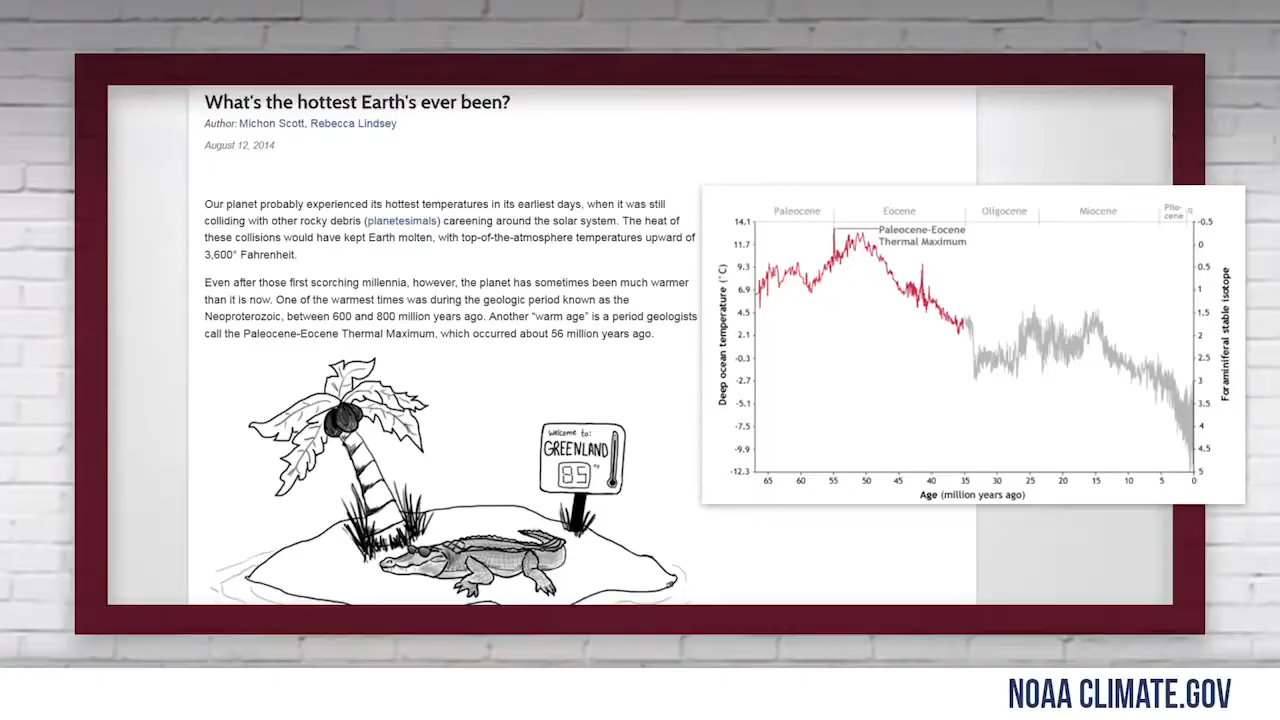 What's the hottest Earth's ever been?
Author: Michon Scott, Rebecca Lindsey
August 12, 2014
Our planet probably experienced its hottest temperatures in its earliest days, when it was still
colliding with other rocky debris (planetesimals) careening around the solar system. The heat of
these collisions would have kept Earth molten, with top-of-the-atmosphere temperatures upward of
3,600° Fahrenheit.
Even after those first scorching millennia, however, the planet has sometimes been much warmer
than it is now. One of the warmest times was during the geologic period known as the
Neoproterozoic, between 600 and 800 million years ago. Another “warm age” is a period geologists
call the Paleocene-Eocene Thermal Maximum, which occurred about 56 million years ago.
welcome to:
GREENLAND
85°F
Paleocene Eocene Oligocene Miocene Plio-
cene Q
Paleocene-Eocene
Thermal Maximum
Deep ocean temperature (°C)
14.1
11.7
9.3
6.9
4.5
2.1
-0.3
-2.7
-5.1
-7.5
-9.9
-12.3
-0.5
0
0.5
1
1.5
2
2.5
3
3.5
4
4.5
5
Foraminiferal stable isotope
65 60 55 50 45 40 35 30 25 20 15 10 5 0
Age (million years ago)
NOAA CLIMATE.GOV